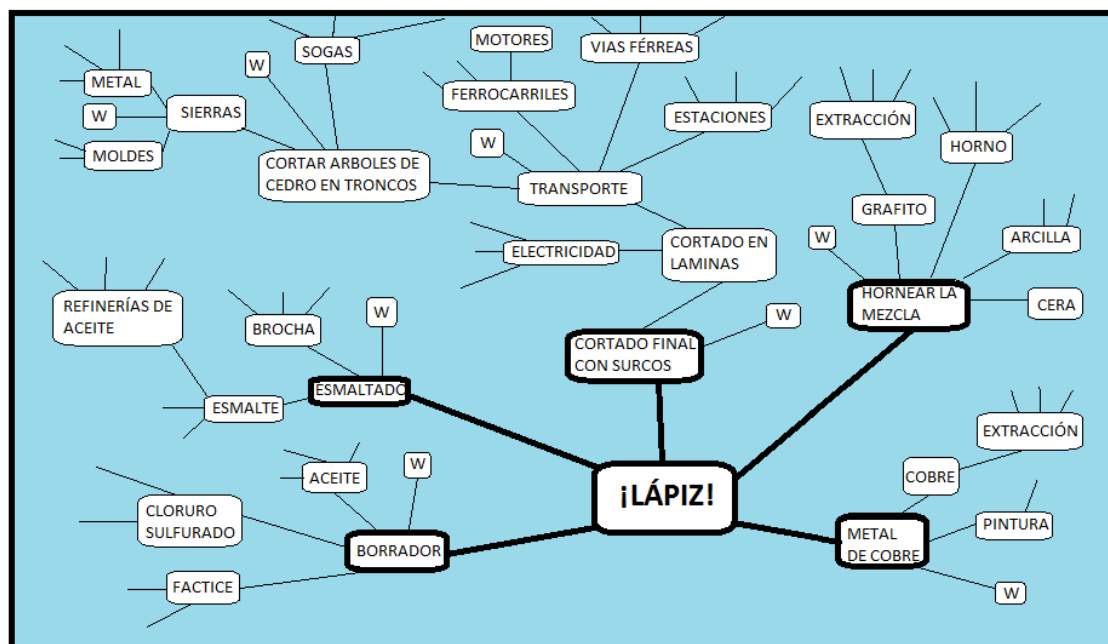 MOTORES
VIAS FÉRREAS
SOGAS
W
METAL
FERROCARRILES
SIERRAS
W
ESTACIONES
EXTRACCIÓN
W
HORNO
MOLDES
CORTAR ARBOLES DE
CEDRO EN TRONCOS
TRANSPORTE
GRAFITO
W
ARCILLA
ELECTRICIDAD
CORTADO EN
LAMINAS
HORNEAR LA
MEZCLA
CERA
REFINERÍAS DE
ACEITE
BROCHA
W
W
CORTADO FINAL
CON SURCOS
ESMALTADO
ESMALTE
EXTRACCIÓN
ACEITE
W
COBRE
¡LÁPIZ!
CLORURO
SULFURADO
PINTURA
BORRADOR
METAL
DE COBRE
FACTICE
W